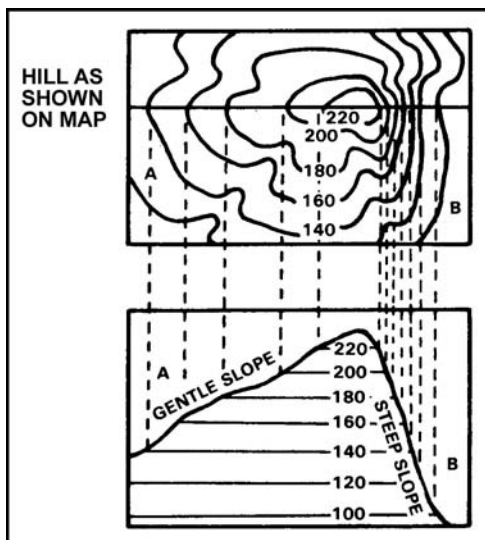 HILL AS
SHOWN
ON MAP
220
200
180
160
140
A
B
A
GENTLE SLOPE
STEEP SLOPE
220
200
180
160
140
120
100
B